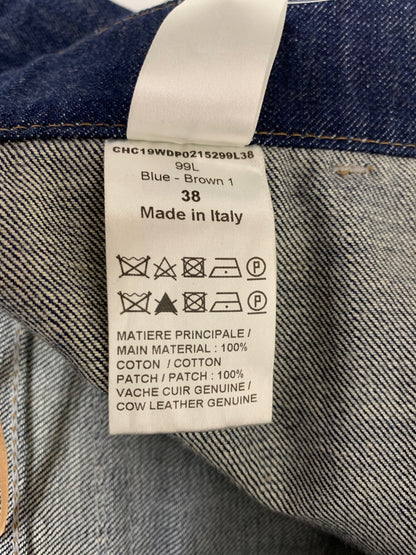 CHC19WDP0215299L38
99L
Blue - Brown 1
38
Made in Italy
P
P
MATIERE PRINCIPALE /
MAIN MATERIAL : 100%
COTON / COTTON
PATCH / PATCH : 100%
VACHE CUIR GENUINE /
COW LEATHER GENUINE